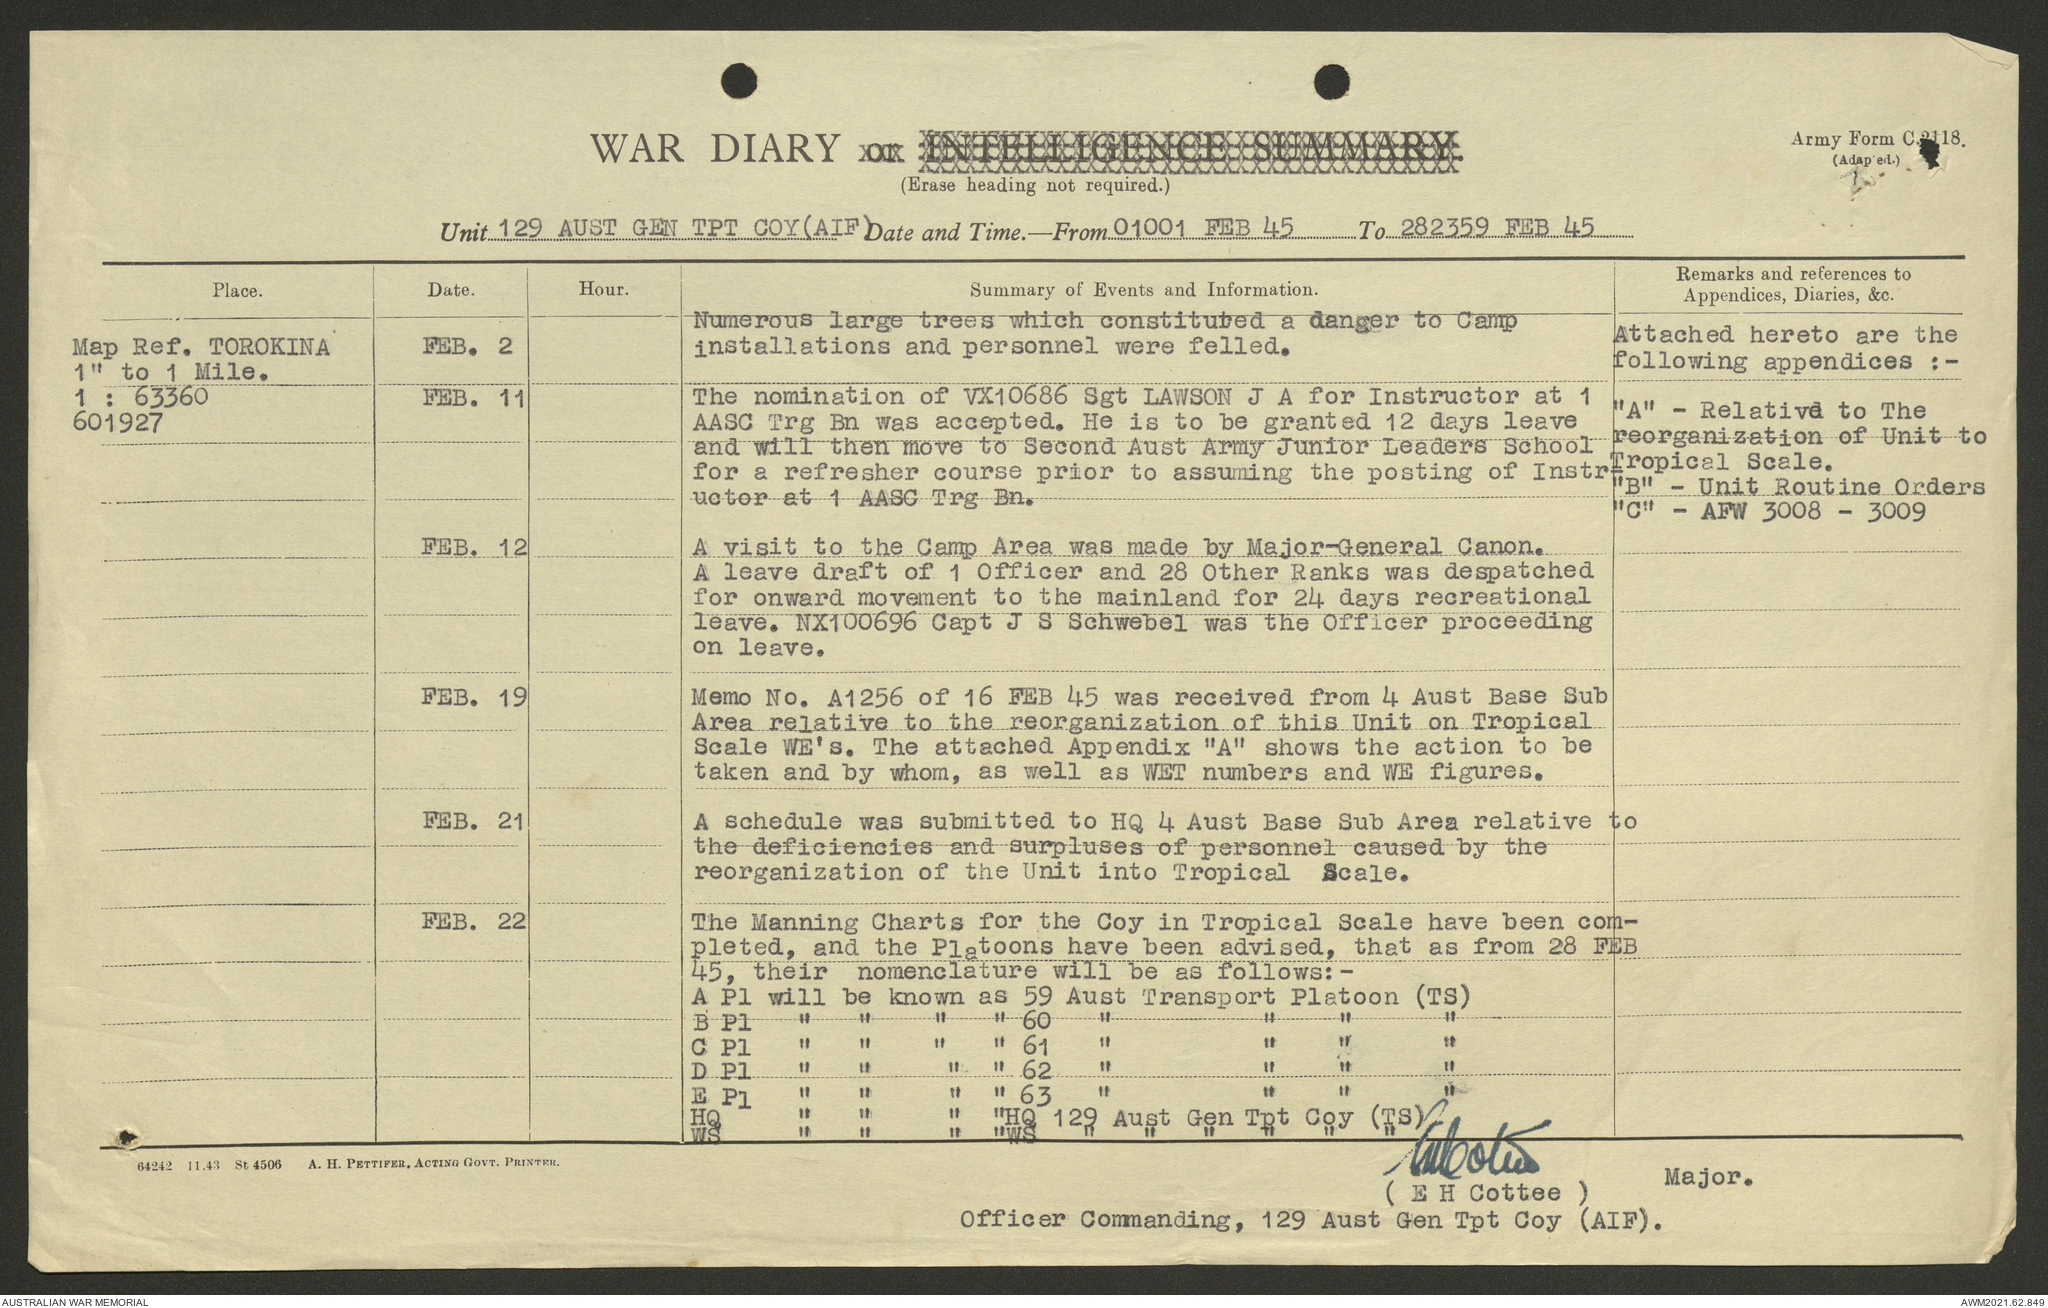 WAR DIARY or INTELLIGENCE SUMMARY.
(Erase heading not required.)
Army Form C.2118.
(Adapted.)
Unit 129 AUST GEN TPT COY(AIF) Date and Time.—From 01001 FEB 45 To 282359 FEB 45
Place.
Date.
Hour.
Summary of Events and Information.
Remarks and references to
Appendices, Diaries, &c.
Map Ref. TOROKINA
1" to 1 Mile.
1 : 63360
601927
FEB. 2
Numerous large trees which constituted a danger to Camp
installations and personnel were felled.
FEB. 11
The nomination of VX10686 Sgt LAWSON J A for Instructor at 1
AASC Trg Bn was accepted. He is to be granted 12 days leave
and will then move to Second Aust Army Junior Leaders School
for a refresher course prior to assuming the posting of Instr-
uctor at 1 AASC Trg Bn.
FEB. 12
A visit to the Camp Area was made by Major-General Canon.
A leave draft of 1 Officer and 28 Other Ranks was despatched
for onward movement to the mainland for 24 days recreational
leave. NX100696 Capt J S Schwebel was the Officer proceeding
on leave.
FEB. 19
Memo No. A1256 of 16 FEB 45 was received from 4 Aust Base Sub
Area relative to the reorganization of this Unit on Tropical
Scale WE's. The attached Appendix "A" shows the action to be
taken and by whom, as well as WET numbers and WE figures.
FEB. 21
A schedule was submitted to HQ 4 Aust Base Sub Area relative to
the deficiencies and surpluses of personnel caused by the
reorganization of the Unit into Tropical Scale.
FEB. 22
The Manning Charts for the Coy in Tropical Scale have been com-
pleted, and the Platoons have been advised, that as from 28 FEB
45, their nomenclature will be as follows:-
A Pl will be known as 59 Aust Transport Platoon (TS)
B Pl " " " " 60 " " " "
C Pl " " " " 61 " " " "
D Pl " " " " 62 " " " "
E Pl " " " " 63 " " " "
HQ " " " "HQ 129 Aust Gen Tpt Coy (TS)
WS " " " "WS " " " " " "
Attached hereto are the
following appendices :-
"A" - Relative to The
reorganization of Unit to
Tropical Scale.
"B" - Unit Routine Orders
"C" - AFW 3008 - 3009
64242 11.43 St 4506 A. H. PETTIFER, ACTING GOVT. PRINTER.
( E H Cottee ) Major.
Officer Commanding, 129 Aust Gen Tpt Coy (AIF).
AUSTRALIAN WAR MEMORIAL
AWM2021.62.849